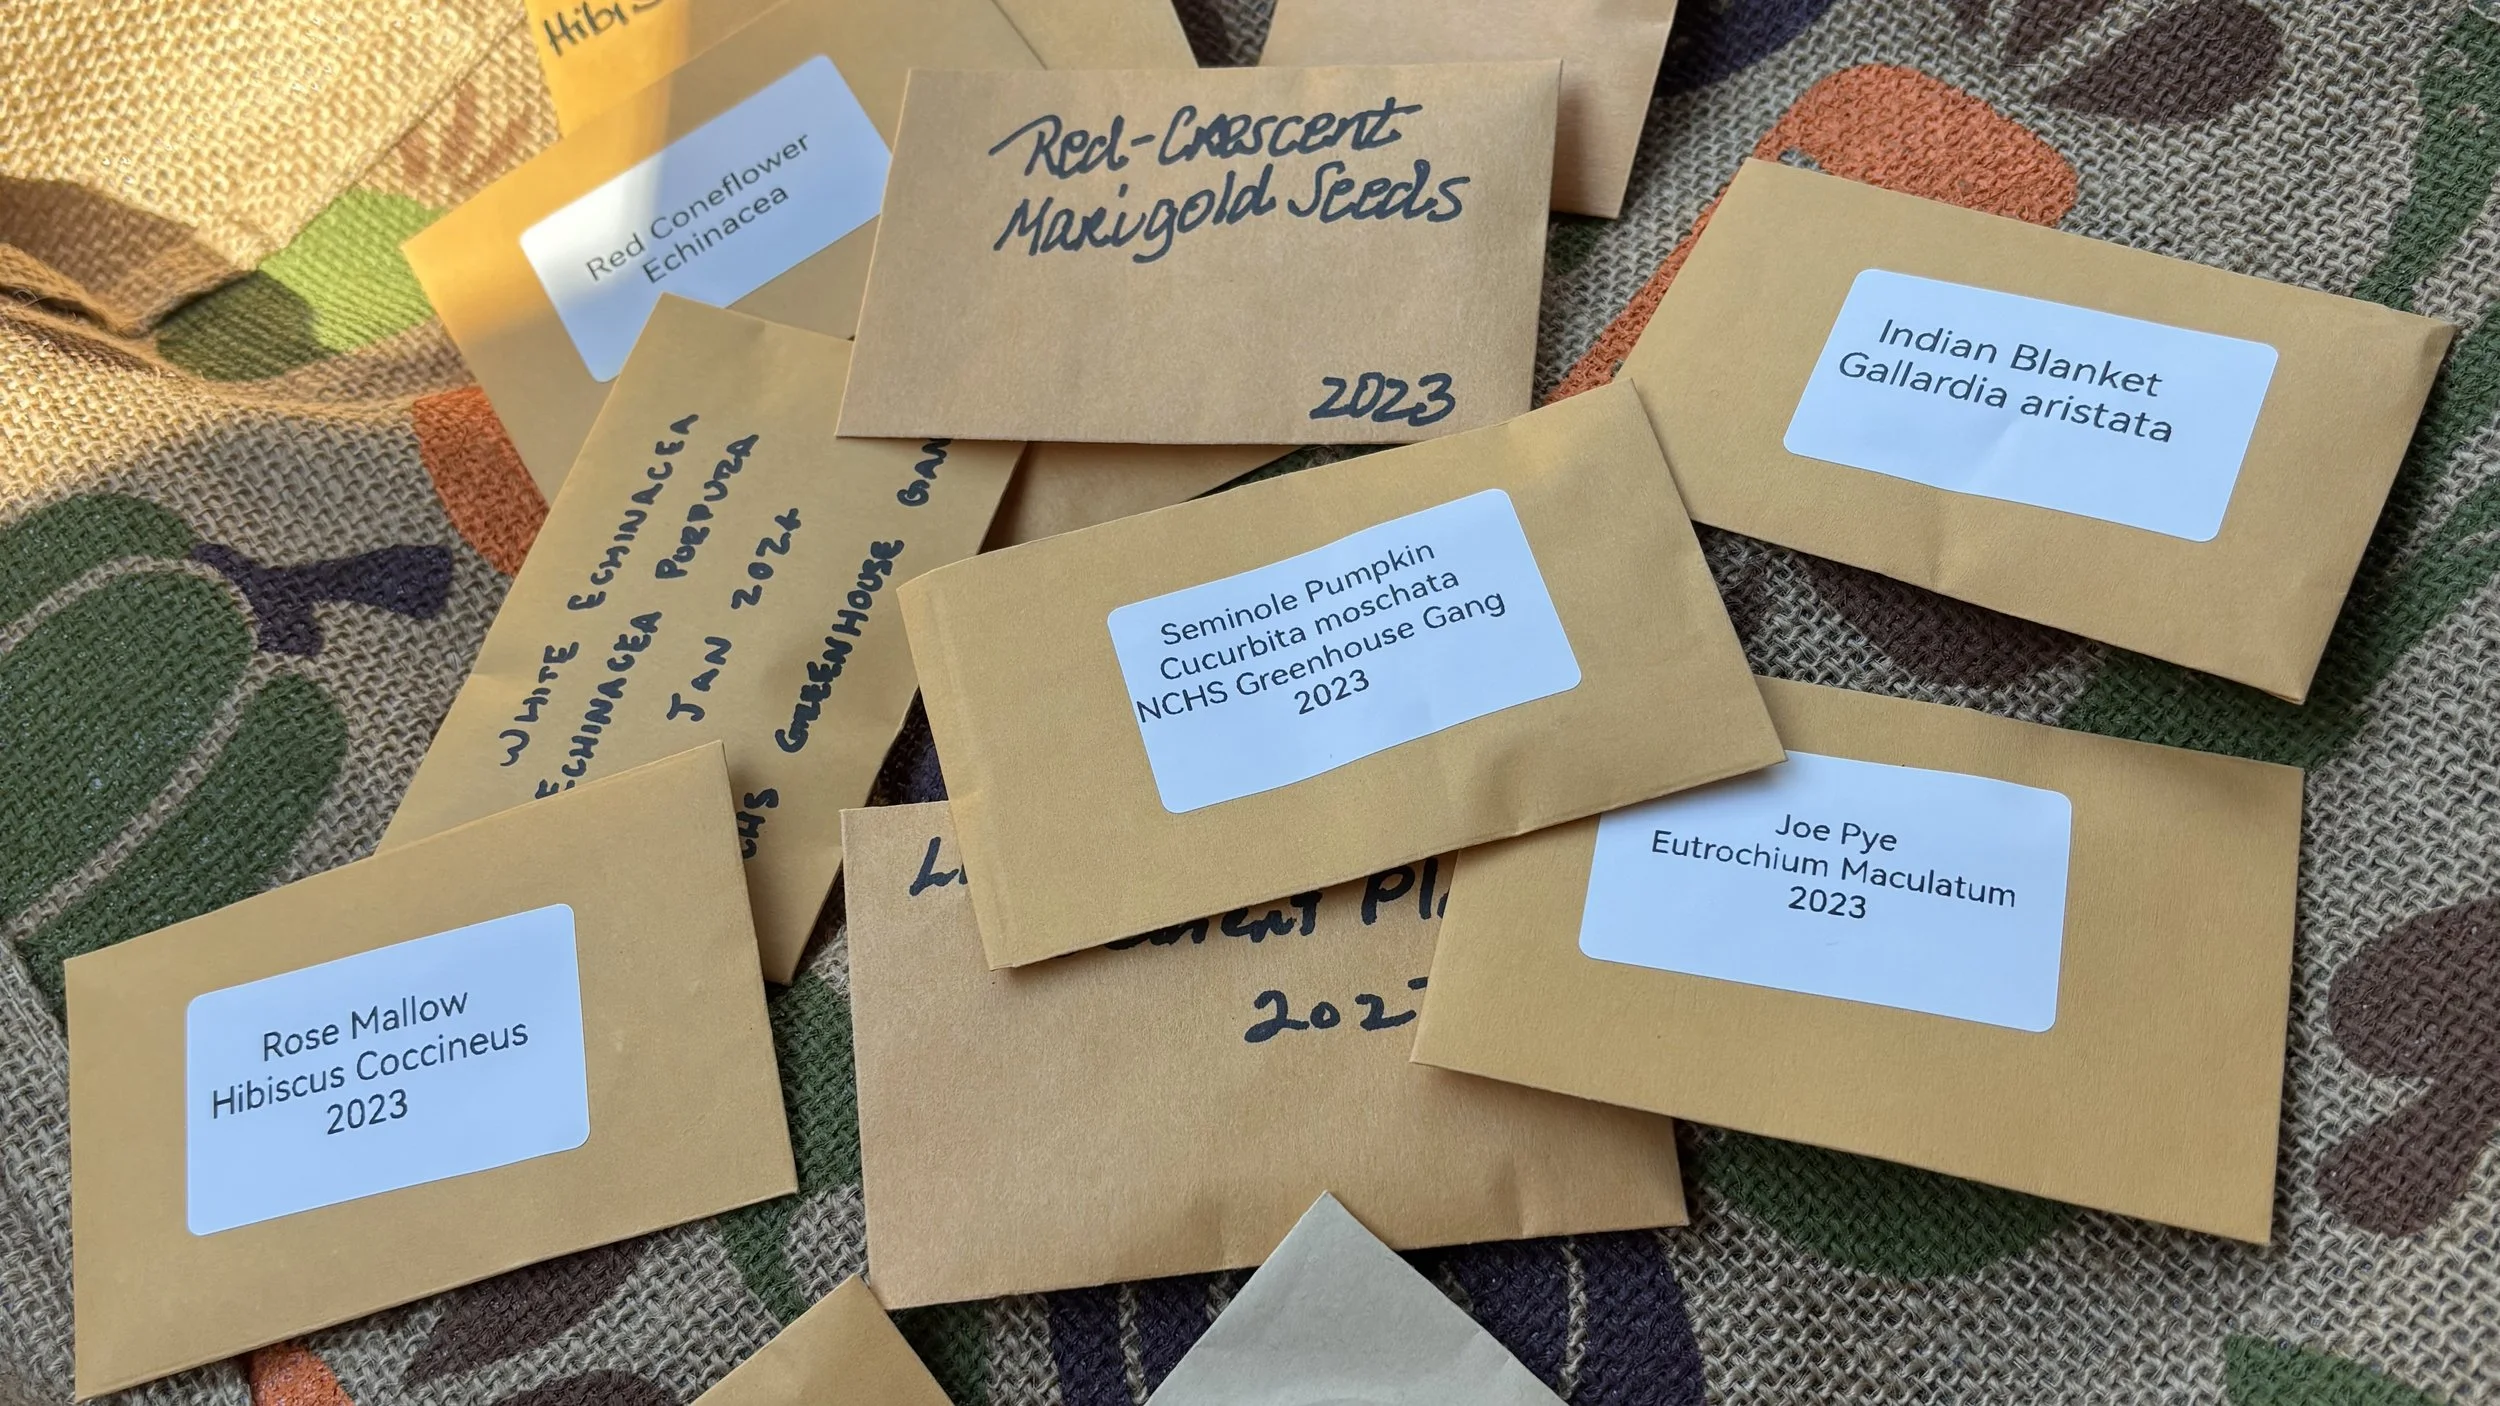 Red Coneflower
Echinacea
Red-Crescent
Marigold Seeds
2023
Indian Blanket
Gallardia aristata
WHITE ECHINACEA
ECHINACEA PURPUZA
JAN 2024
GREENHOUSE
Seminole Pumpkin
Cucurbita moschata
NCHS Greenhouse Gang
2023
Joe Pye
Eutrochium Maculatum
2023
Rose Mallow
Hibiscus Coccineus
2023